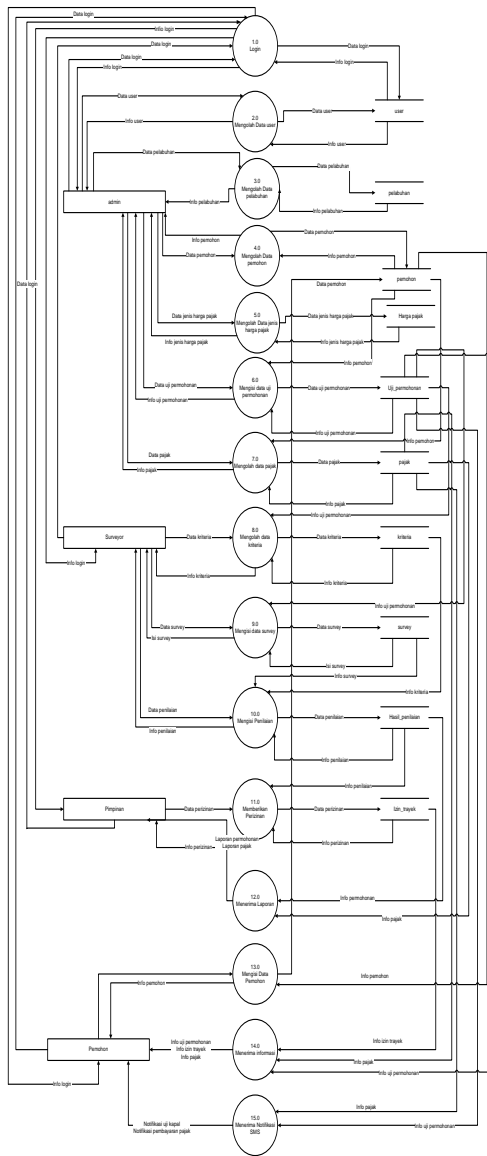 Data login
Info login
Data login
Info login
Data login
Data login
Info login
1.0
Login
Data login
Info login
Data user
Info user
2.0
Mengolah Data user
Data user
user
Info user
Data pelabuhan
Info pelabuhan
3.0
Mengolah Data
pelabuhan
Data pelabuhan
pelabuhan
Info pelabuhan
admin
Info pemohon
Data pemohon
4.0
Mengolah Data
pemohon
Data pemohon
Info pemohon
Data pemohon
pemohon
Data login
Data jenis harga pajak
Info jenis harga pajak
5.0
Mengolah Data jenis
harga pajak
Data jenis harga pajak
Harga pajak
Info jenis harga pajak
Info pemohon
Data uji permohonan
Info uji permohonan
6.0
Mengisi data uji
permohonan
Data uji permohonan
Uji_permohonan
Info uji permohonan
Info pemohon
Data pajak
Info pajak
7.0
Mengolah data pajak
Data pajak
pajak
Info pajak
Info uji permohonan
Surveyor
Data kriteria
Info kriteria
Info login
8.0
Mengolah data
kriteria
Data kriteria
kriteria
Info kriteria
Info uji permohonan
Data survey
Isi survey
9.0
Mengisi data survey
Data survey
survey
Isi survey
Info survey
Info kriteria
Data penilaian
Info penilaian
10.0
Mengisi Penilaian
Data penilaian
Hasil_penilaian
Info penilaian
Info penilaian
Pimpinan
Data perizinan
11.0
Memberikan
Perizinan
Data perizinan
Izin_trayek
Info perizinan
Laporan permohonan
Laporan pajak
Info perizinan
12.0
Menerima Laporan
Info permohonan
Info pajak
13.0
Mengisi Data
Pemohon
Info pemohon
Info pemohon
Pemohon
Info uji permohonan
Info izin trayek
Info pajak
14.0
Menerima informasi
Info izin trayek
Info pajak
Info uji permohonan
Info login
Notifikasi uji kapal
Notifikasi pembayaran pajak
15.0
Menerima Notifikasi
SMS
Info pajak
Info uji permohonan